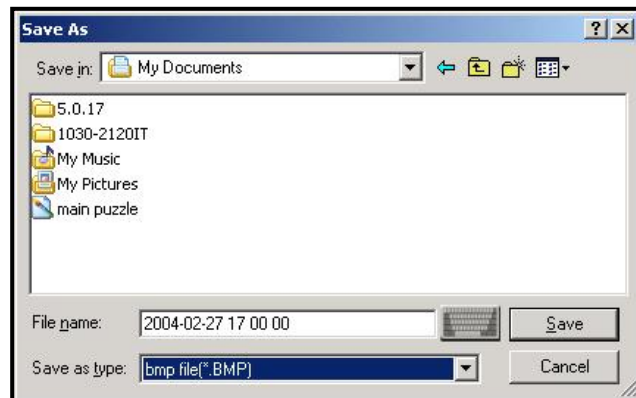 Save As
Save in: My Documents
5.0.17
1030-2120IT
My Music
My Pictures
main puzzle
File name: 2004-02-27 17 00 00 Save
Save as type: bmp file(*.BMP) Cancel